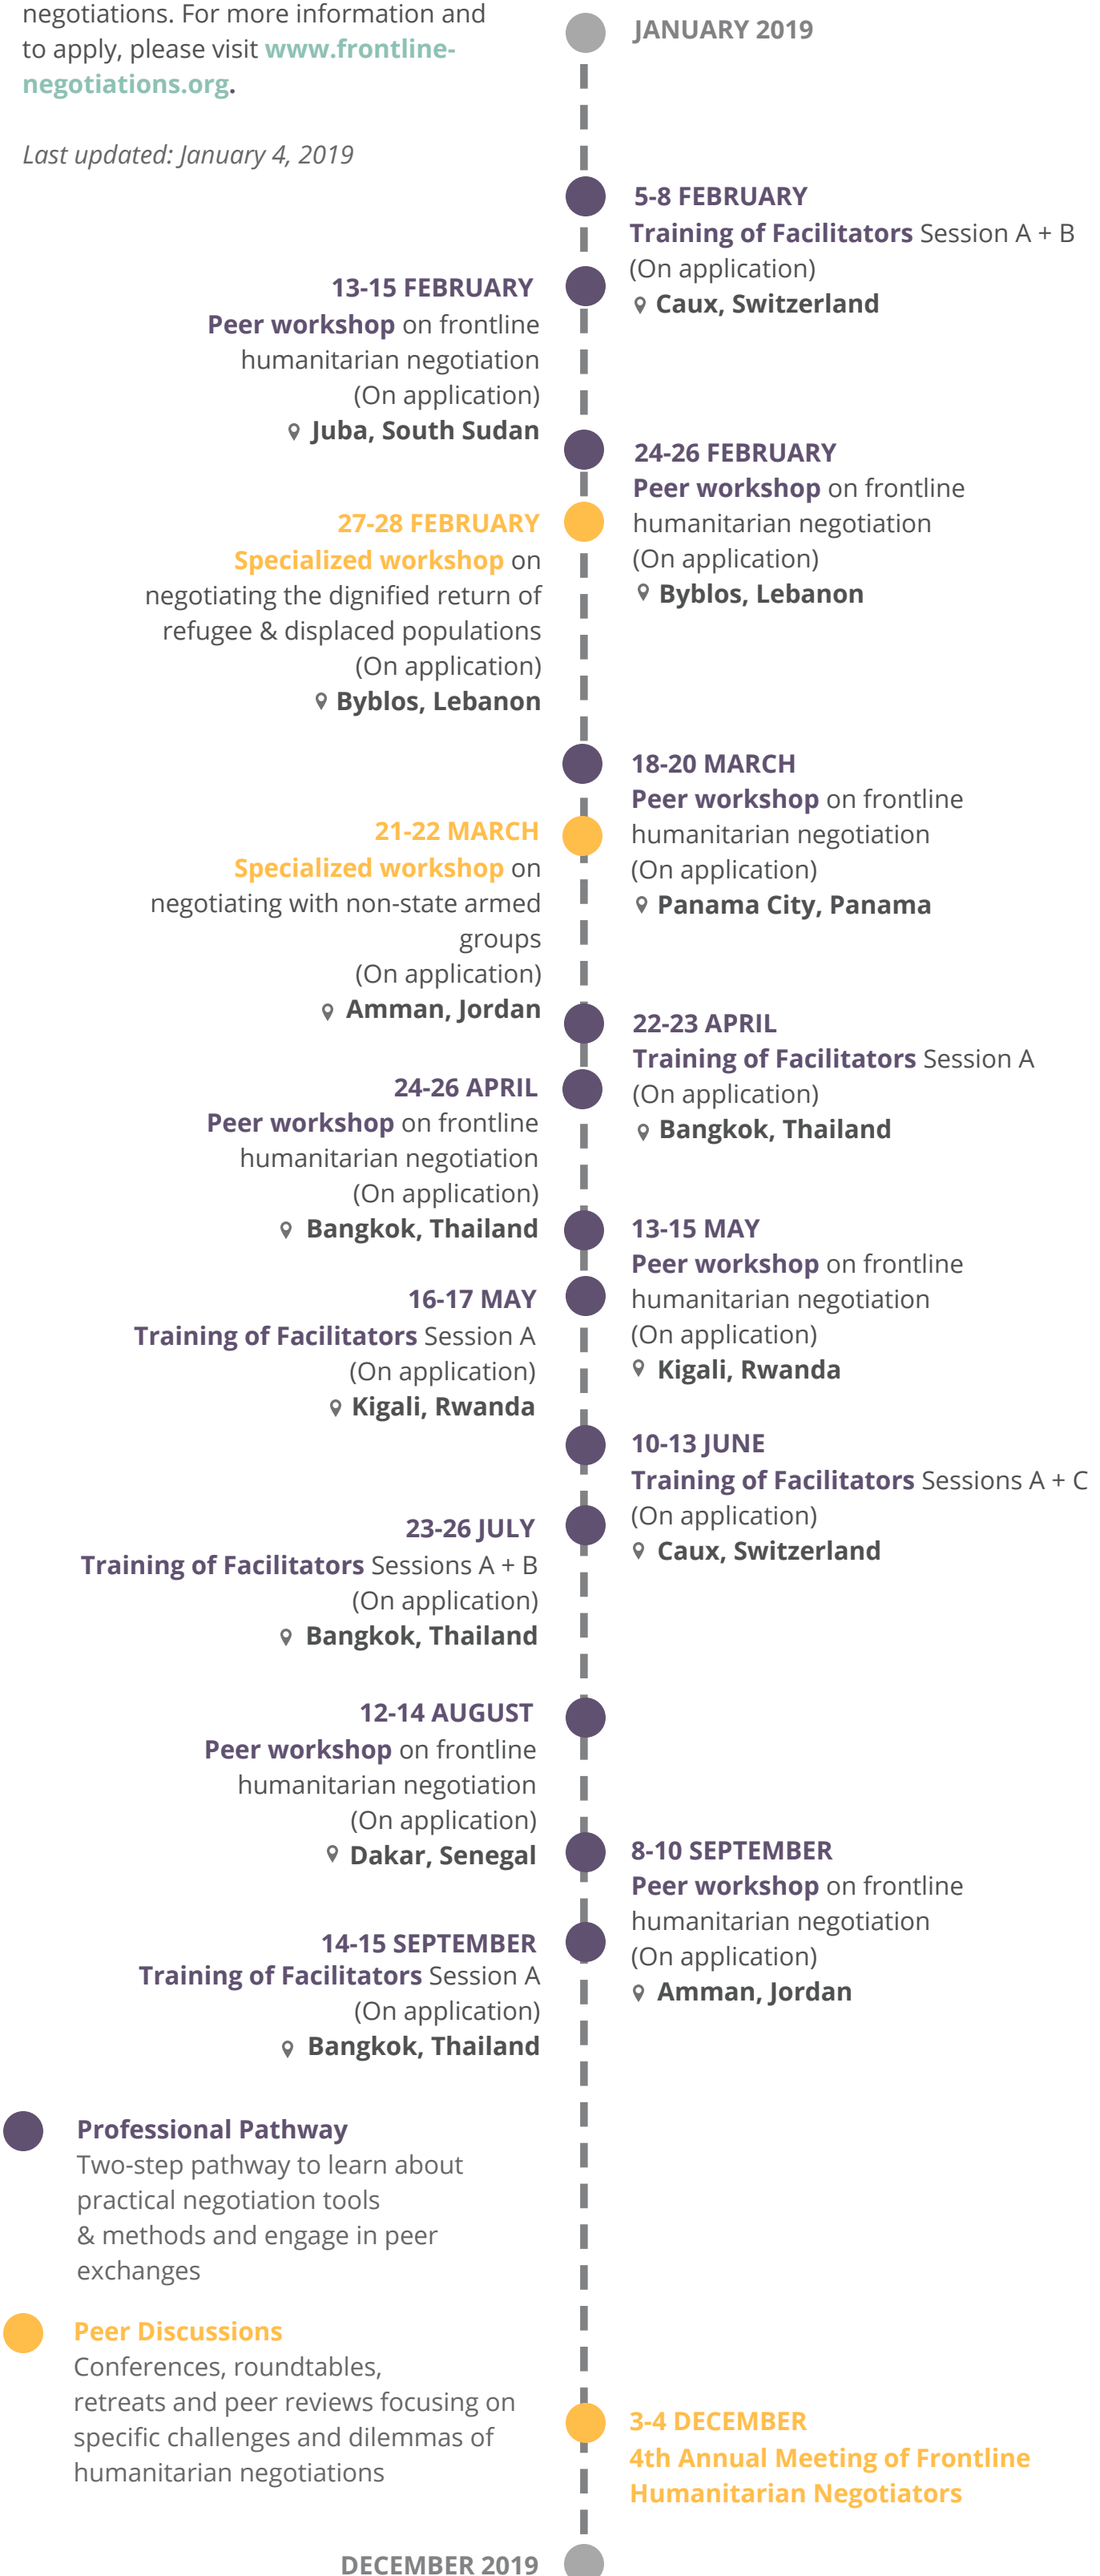 negotiations. For more information and
to apply, please visit www.frontline-
negotiations.org.
Last updated: January 4, 2019
JANUARY 2019
5-8 FEBRUARY
Training of Facilitators Session A + B
(On application)
Caux, Switzerland
13-15 FEBRUARY
Peer workshop on frontline
humanitarian negotiation
(On application)
Juba, South Sudan
24-26 FEBRUARY
Peer workshop on frontline
humanitarian negotiation
(On application)
Byblos, Lebanon
27-28 FEBRUARY
Specialized workshop on
negotiating the dignified return of
refugee & displaced populations
(On application)
Byblos, Lebanon
18-20 MARCH
Peer workshop on frontline
humanitarian negotiation
(On application)
Panama City, Panama
21-22 MARCH
Specialized workshop on
negotiating with non-state armed
groups
(On application)
Amman, Jordan
22-23 APRIL
Training of Facilitators Session A
(On application)
Bangkok, Thailand
24-26 APRIL
Peer workshop on frontline
humanitarian negotiation
(On application)
Bangkok, Thailand
13-15 MAY
Peer workshop on frontline
humanitarian negotiation
(On application)
Kigali, Rwanda
16-17 MAY
Training of Facilitators Session A
(On application)
Kigali, Rwanda
10-13 JUNE
Training of Facilitators Sessions A + C
(On application)
Caux, Switzerland
23-26 JULY
Training of Facilitators Sessions A + B
(On application)
Bangkok, Thailand
12-14 AUGUST
Peer workshop on frontline
humanitarian negotiation
(On application)
Dakar, Senegal
8-10 SEPTEMBER
Peer workshop on frontline
humanitarian negotiation
(On application)
Amman, Jordan
14-15 SEPTEMBER
Training of Facilitators Session A
(On application)
Bangkok, Thailand
Professional Pathway
Two-step pathway to learn about
practical negotiation tools
& methods and engage in peer
exchanges
Peer Discussions
Conferences, roundtables,
retreats and peer reviews focusing on
specific challenges and dilemmas of
humanitarian negotiations
3-4 DECEMBER
4th Annual Meeting of Frontline
Humanitarian Negotiators
DECEMBER 2019